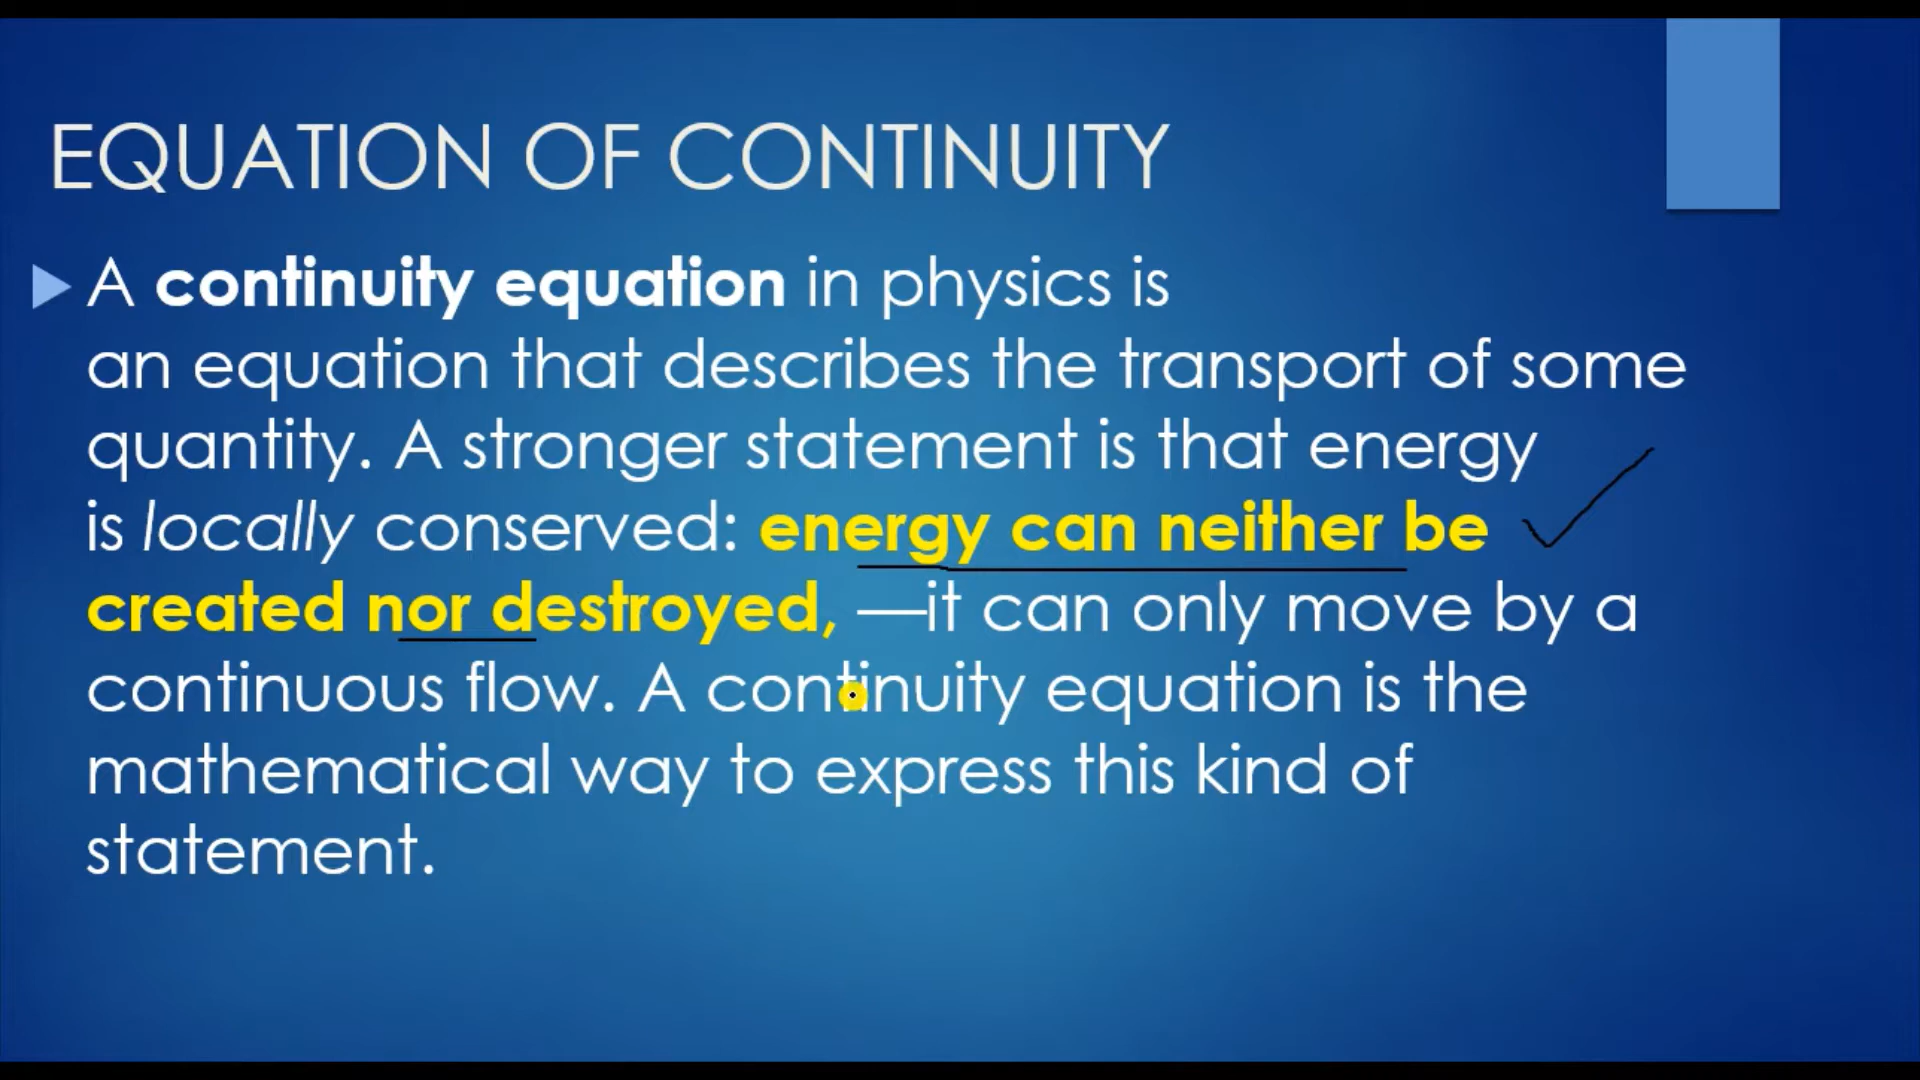 EQUATION OF CONTINUITY
A continuity equation in physics is
an equation that describes the transport of some
quantity. A stronger statement is that energy
is locally conserved: energy can neither be
created nor destroyed, —it can only move by a
continuous flow. A continuity equation is the
mathematical way to express this kind of
statement.